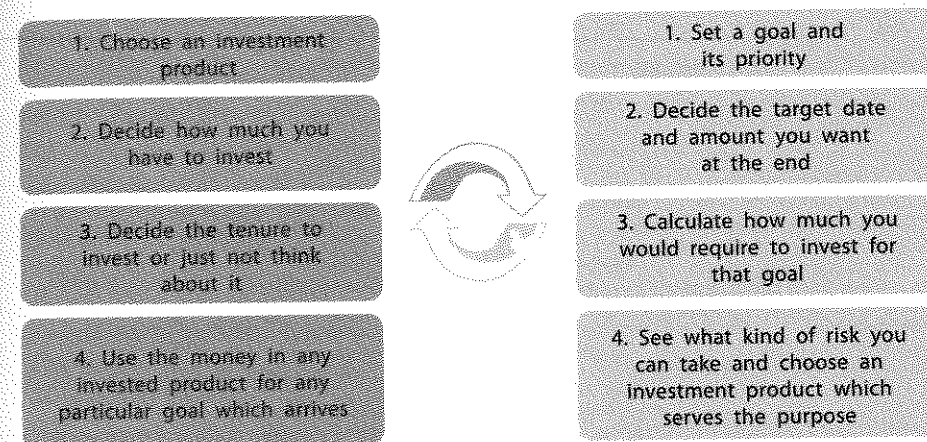 1. Choose an investment
product
2. Decide how much you
have to invest
3. Decide the tenure to
invest or just not think
about it
4. Use the money in any
invested product for any
particular goal which arrives
1. Set a goal and
its priority
2. Decide the target date
and amount you want
at the end
3. Calculate how much you
would require to invest for
that goal
4. See what kind of risk you
can take and choose an
investment product which
serves the purpose